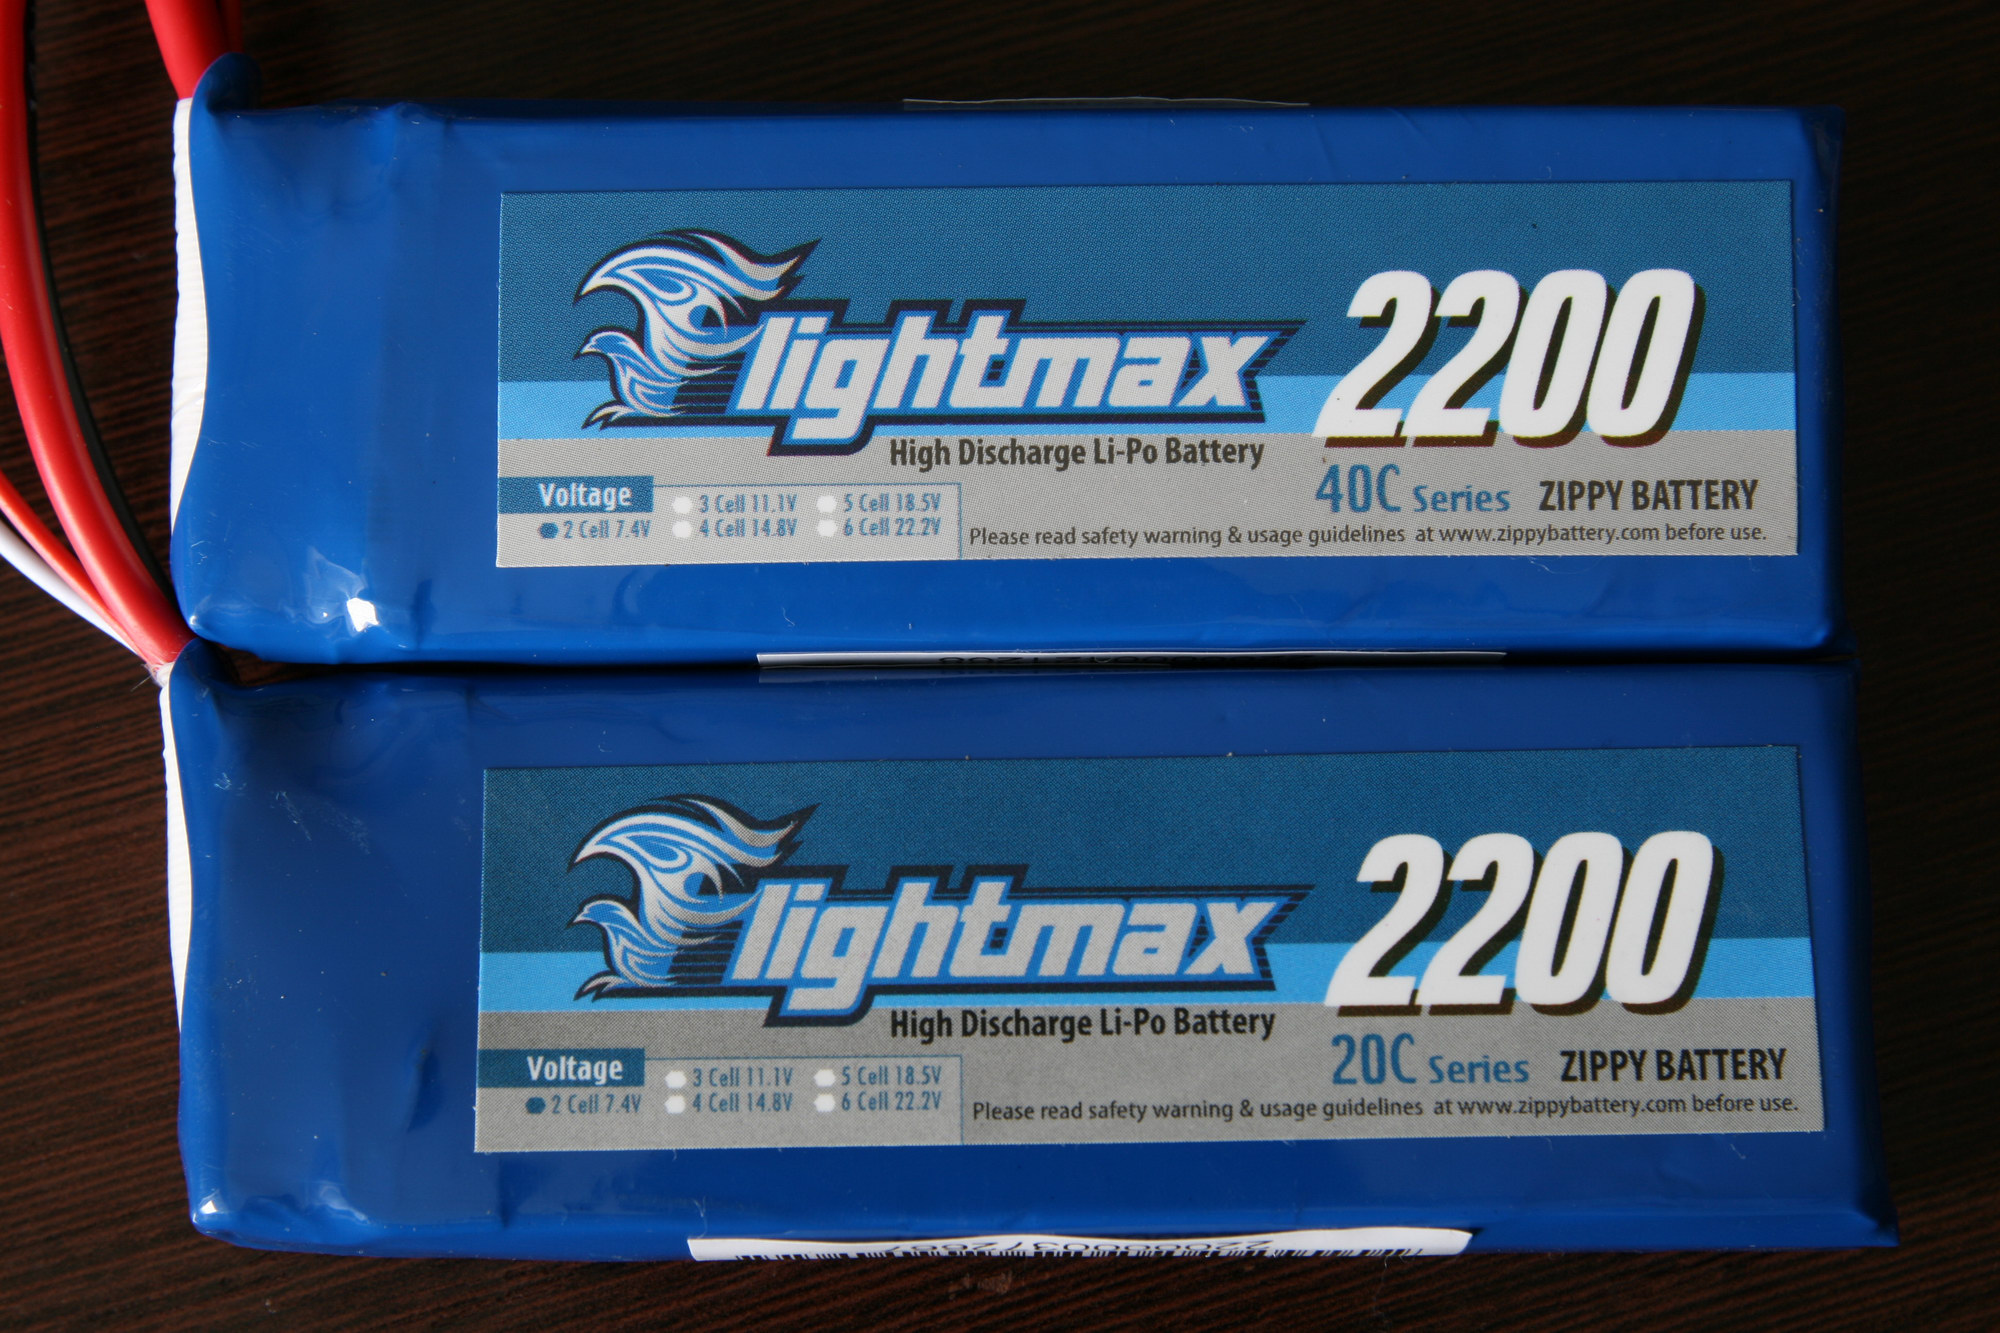 lightmax
2200
High Discharge Li-Po Battery
40C Series ZIPPY BATTERY
Voltage
3 Cell 11.1V 5 Cell 18.5V
2 Cell 7.4V 4 Cell 14.8V 6 Cell 22.2V
Please read safety warning & usage guidelines at www.zippybattery.com before use.
lightmax
2200
High Discharge Li-Po Battery
20C Series ZIPPY BATTERY
Voltage
3 Cell 11.1V 5 Cell 18.5V
2 Cell 7.4V 4 Cell 14.8V 6 Cell 22.2V
Please read safety warning & usage guidelines at www.zippybattery.com before use.